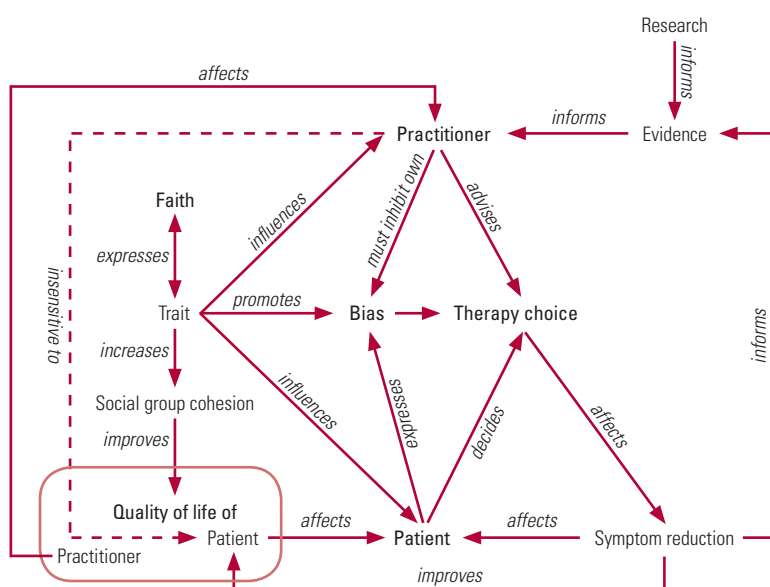 Research
affects
informs
Practitioner
informs
Evidence
Faith
must inhibit own
advises
influences
expresses
insensitive to
Trait
promotes
Bias
Therapy choice
informs
increases
influences
expresses
decides
affects
Social group cohesion
improves
Quality of life of
Patient
affects
Patient
affects
Symptom reduction
Practitioner
improves